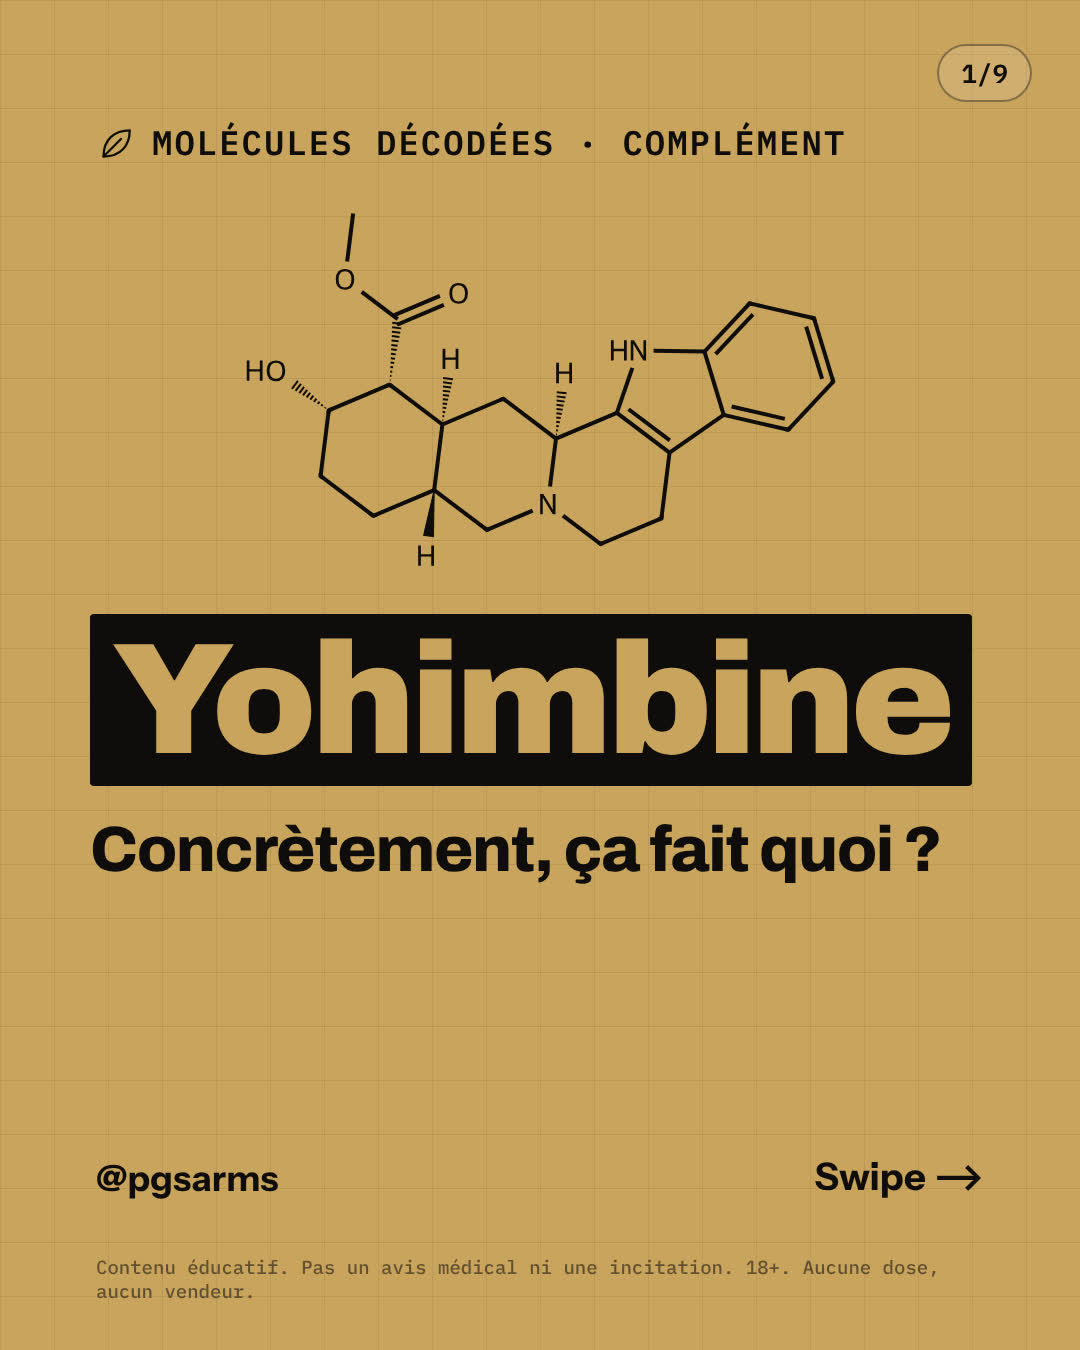 1/9
MOLÉCULES DÉCODÉES · COMPLÉMENT
O
O
HO
H
H
HN
N
H
Yohimbine
Concrètement, ça fait quoi ?
@pgsarms
Swipe →
Contenu éducatif. Pas un avis médical ni une incitation. 18+. Aucune dose,
aucun vendeur.